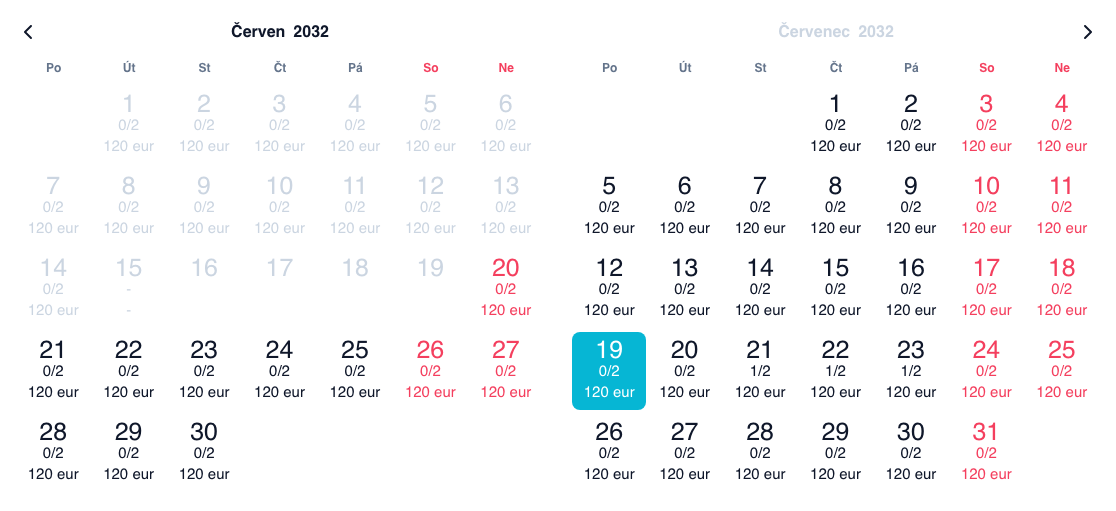 Červen 2032
Po Út St Čt Pá So Ne
1 2 3 4 5 6
0/2 0/2 0/2 0/2 0/2 0/2
120 eur 120 eur 120 eur 120 eur 120 eur 120 eur
7 8 9 10 11 12 13
0/2 0/2 0/2 0/2 0/2 0/2 0/2
120 eur 120 eur 120 eur 120 eur 120 eur 120 eur 120 eur
14 15 16 17 18 19 20
0/2 - 0/2
120 eur - 120 eur
21 22 23 24 25 26 27
0/2 0/2 0/2 0/2 0/2 0/2 0/2
120 eur 120 eur 120 eur 120 eur 120 eur 120 eur 120 eur
28 29 30
0/2 0/2 0/2
120 eur 120 eur 120 eur
Červenec 2032
Po Út St Čt Pá So Ne
1 2 3 4
0/2 0/2 0/2 0/2
120 eur 120 eur 120 eur 120 eur
5 6 7 8 9 10 11
0/2 0/2 0/2 0/2 0/2 0/2 0/2
120 eur 120 eur 120 eur 120 eur 120 eur 120 eur 120 eur
12 13 14 15 16 17 18
0/2 0/2 0/2 0/2 0/2 0/2 0/2
120 eur 120 eur 120 eur 120 eur 120 eur 120 eur 120 eur
19 20 21 22 23 24 25
0/2 0/2 1/2 1/2 1/2 0/2 0/2
120 eur 120 eur 120 eur 120 eur 120 eur 120 eur 120 eur
26 27 28 29 30 31
0/2 0/2 0/2 0/2 0/2 0/2
120 eur 120 eur 120 eur 120 eur 120 eur 120 eur